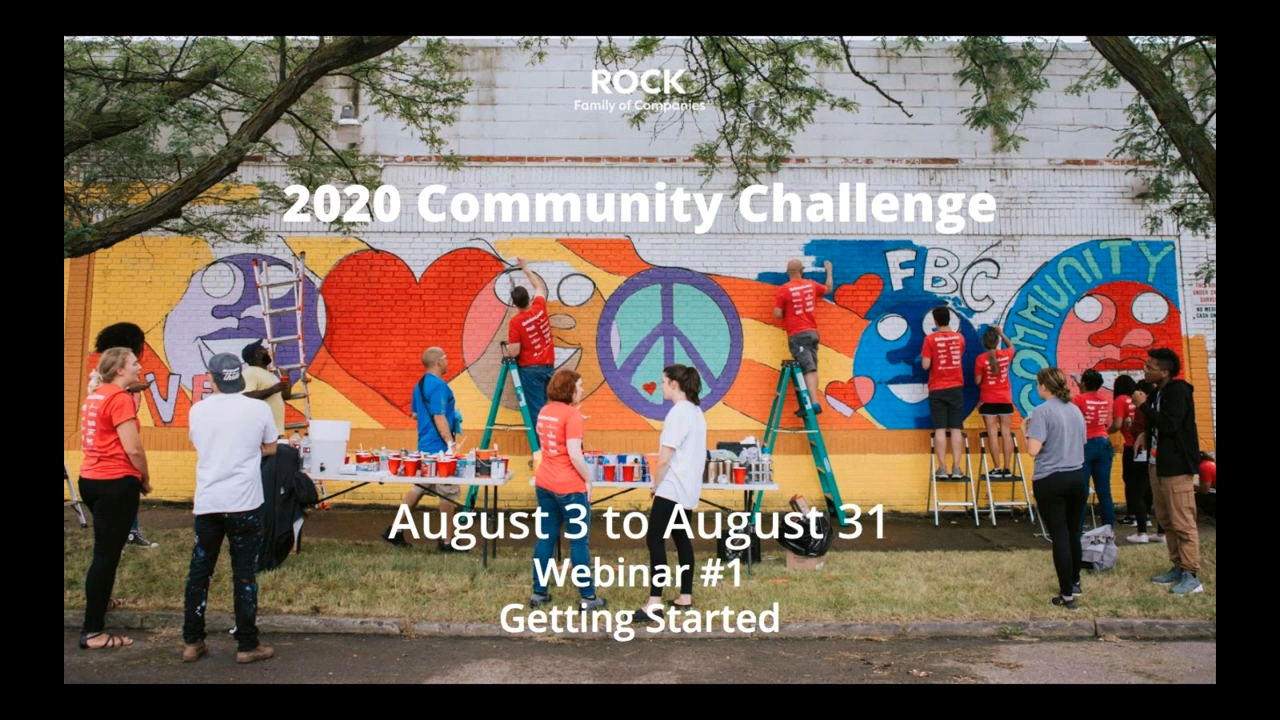 ROCK
Family of Companies
2020 Community Challenge
FBC
COMMUNITY
August 3 to August 31
Webinar #1
Getting Started